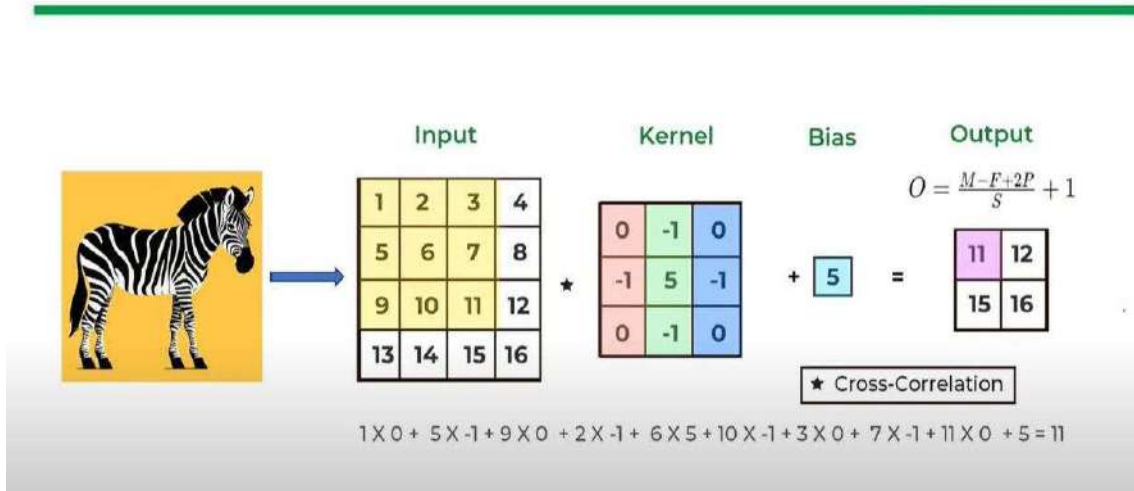 Input Kernel Bias Output
O = \frac{M-F+2P}{S} + 1
1 2 3 4
5 6 7 8
9 10 11 12
13 14 15 16
★
0 -1 0
-1 5 -1
0 -1 0
+ 5 =
11 12
15 16
★ Cross-Correlation
1 X 0 + 5 X -1 + 9 X 0 + 2 X -1 + 6 X 5 + 10 X -1 + 3 X 0 + 7 X -1 + 11 X 0 + 5 = 11